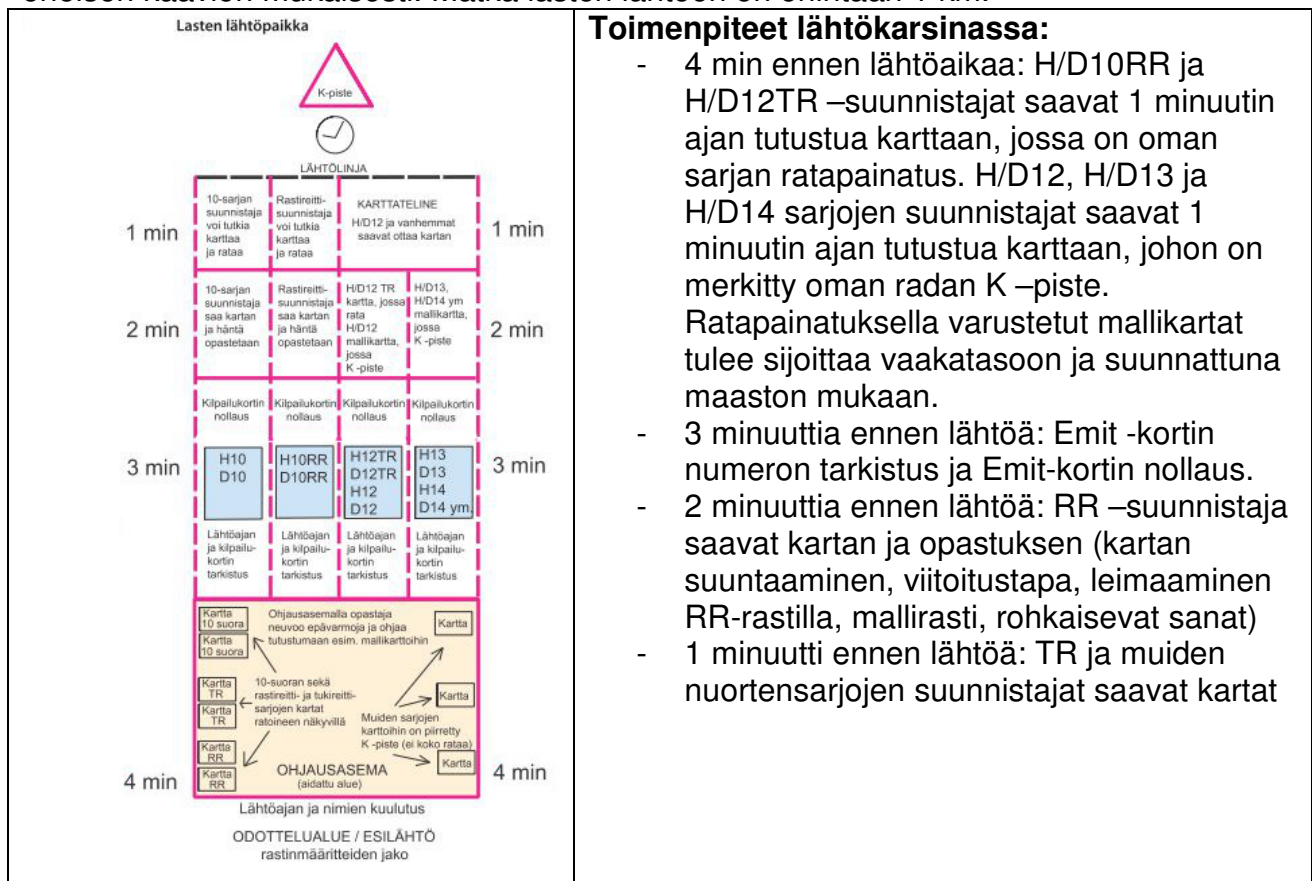 Lasten lähtöpaikka
K-piste
LÄHTÖLINJA
1 min
10-sarjan
suunnistaja
voi tutkia
karttaa
ja rataa
Rastireitti-
suunnistaja
voi tutkia
karttaa
ja rataa
KARTTATELINE
H/D12 ja vanhemmat
saavat ottaa kartan
1 min
2 min
10-sarjan
suunnistaja
saa kartan
ja häntä
opastetaan
Rastireitti-
suunnistaja
saa kartan
ja häntä
opastetaan
H/D12 TR
kartta, jossa
rata
H/D12
mallikartta,
jossa
K -piste
H/D13,
H/D14 ym
mallikartta,
jossa
K -piste
2 min
Kilpailukortin
nollaus
Kilpailukortin
nollaus
Kilpailukortin
nollaus
Kilpailukortin
nollaus
3 min
H10
D10
H10RR
D10RR
H12TR
D12TR
H12
D12
H13
D13
H14
D14 ym.
3 min
Lähtöajan
ja kilpailu-
kortin
tarkistus
Lähtöajan
ja kilpailu-
kortin
tarkistus
Lähtöajan
ja kilpailu-
kortin
tarkistus
Lähtöajan
ja kilpailu-
kortin
tarkistus
Kartta
10 suora
Kartta
10 suora
Ohjausasemalla opastaja
neuvoo epävarmoja ja ohjaa
tutustumaan esim. mallikarttoihin
Kartta
Kartta
TR
Kartta
TR
10-suoran sekä
rastireitti- ja tukireitti-
sarjojen kartat
ratoineen näkyvillä
Kartta
Muiden sarjojen
karttoihin on piirretty
K -piste (ei koko rataa)
Kartta
RR
Kartta
RR
Kartta
4 min
OHJAUSASEMA
(aidattu alue)
4 min
Lähtöajan ja nimien kuulutus
ODOTTELUALUE / ESILÄHTÖ
rastinmääritteiden jako
Toimenpiteet lähtökarsinassa:
- 4 min ennen lähtöaikaa: H/D10RR ja
H/D12TR –suunnistajat saavat 1 minuutin
ajan tutustua karttaan, jossa on oman
sarjan ratapainatus. H/D12, H/D13 ja
H/D14 sarjojen suunnistajat saavat 1
minuutin ajan tutustua karttaan, johon on
merkitty oman radan K –piste.
Ratapainatuksella varustetut mallikartat
tulee sijoittaa vaakatasoon ja suunnattuna
maaston mukaan.
- 3 minuuttia ennen lähtöä: Emit -kortin
numeron tarkistus ja Emit-kortin nollaus.
- 2 minuuttia ennen lähtöä: RR –suunnistaja
saavat kartan ja opastuksen (kartan
suuntaaminen, viitoitustapa, leimaaminen
RR-rastilla, mallirasti, rohkaisevat sanat)
- 1 minuutti ennen lähtöä: TR ja muiden
nuortensarjojen suunnistajat saavat kartat